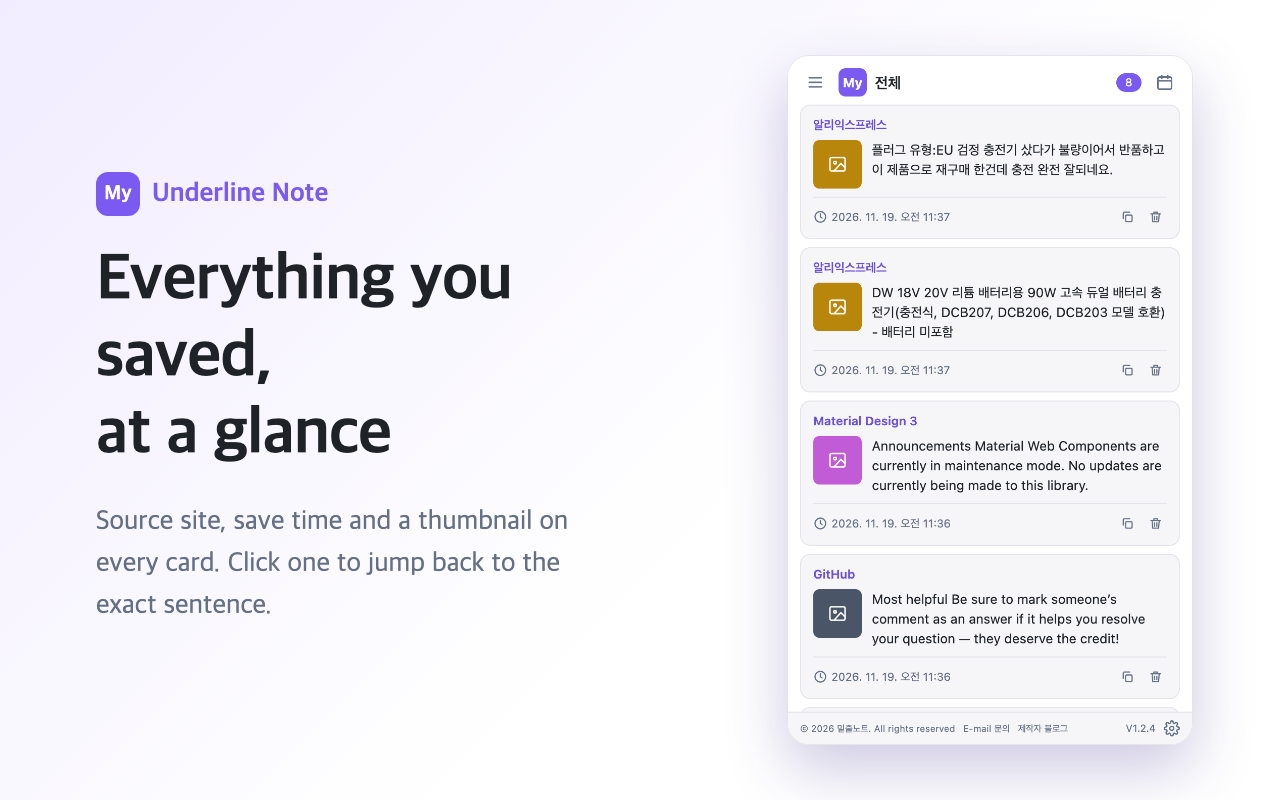 My Underline Note
Everything you
saved,
at a glance
Source site, save time and a thumbnail on
every card. Click one to jump back to the
exact sentence.
My 전체 8
알리익스프레스
플러그 유형:EU 검정 충전기 샀다가 불량이어서 반품하고
이 제품으로 재구매 한건데 충전 완전 잘되네요.
2026. 11. 19. 오전 11:37
알리익스프레스
DW 18V 20V 리튬 배터리용 90W 고속 듀얼 배터리 충
전기(충전식, DCB207, DCB206, DCB203 모델 호환)
- 배터리 미포함
2026. 11. 19. 오전 11:37
Material Design 3
Announcements Material Web Components are
currently in maintenance mode. No updates are
currently being made to this library.
2026. 11. 19. 오전 11:36
GitHub
Most helpful Be sure to mark someone’s
comment as an answer if it helps you resolve
your question — they deserve the credit!
2026. 11. 19. 오전 11:36
© 2026 밑줄노트. All rights reserved E-mail 문의 제작자 블로그 V1.2.4